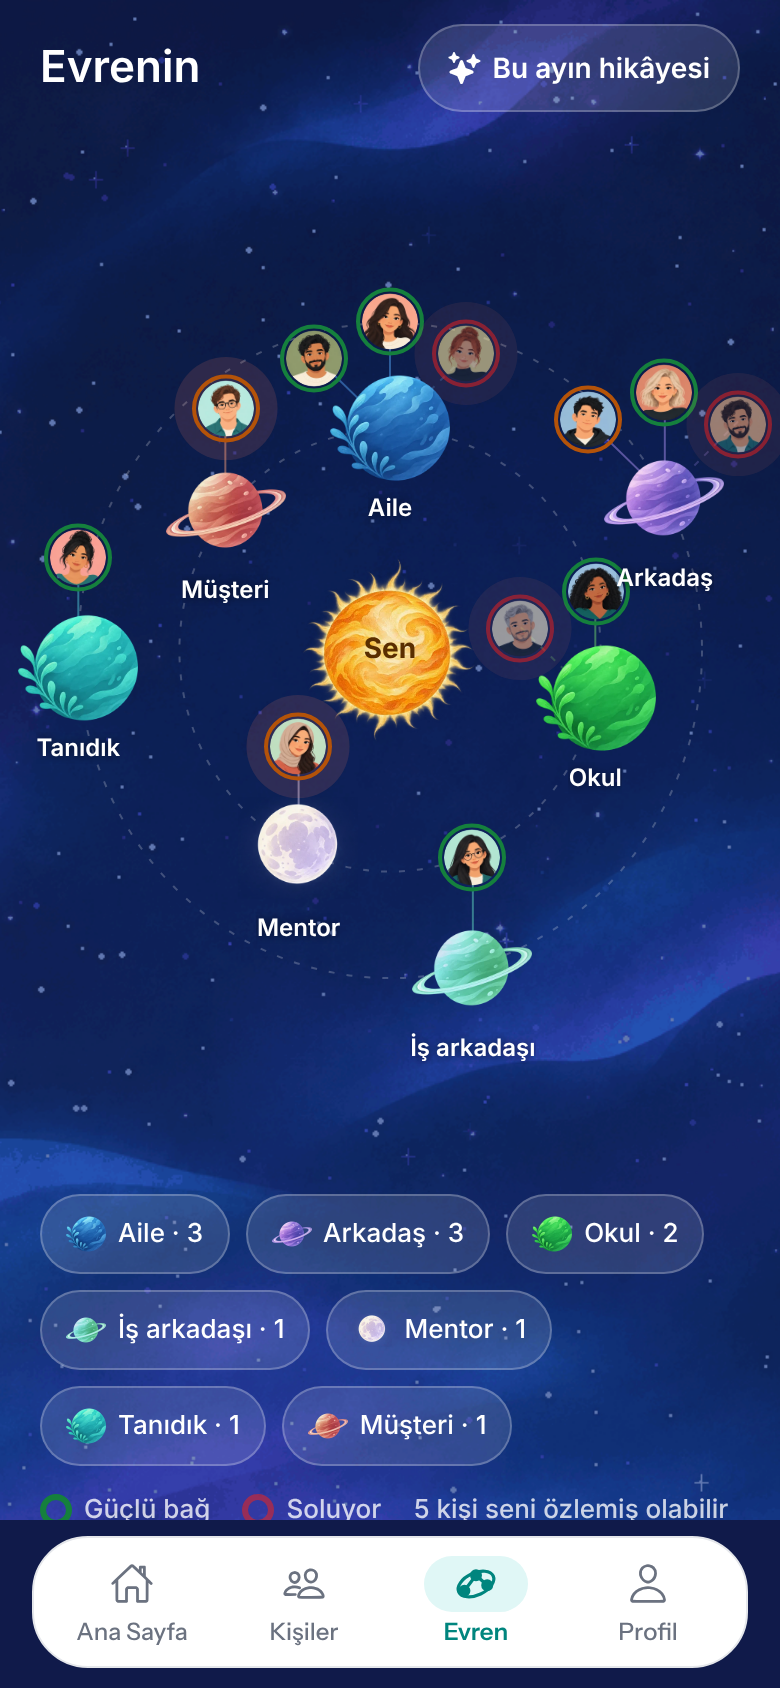 Evrenin
Bu ayın hikâyesi
Aile
Müşteri
Arkadaş
Sen
Tanıdık
Okul
Mentor
İş arkadaşı
Aile · 3
Arkadaş · 3
Okul · 2
İş arkadaşı · 1
Mentor · 1
Tanıdık · 1
Müşteri · 1
Güçlü bağ
Soluyor
5 kişi seni özlemiş olabilir
Ana Sayfa
Kişiler
Evren
Profil